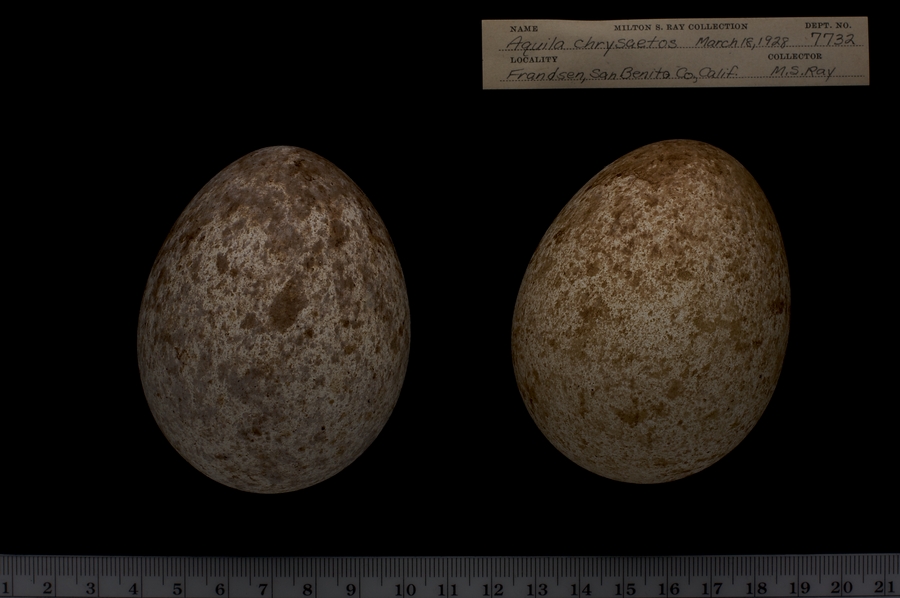 NAME MILTON S. RAY COLLECTION DEPT. NO.
Aquila chrysaetos March 18, 1928 7732
LOCALITY COLLECTOR
Frandsen, San Benito Co., Calif. M.S. Ray
1 2 3 4 5 6 7 8 9 10 11 12 13 14 15 16 17 18 19 20 21